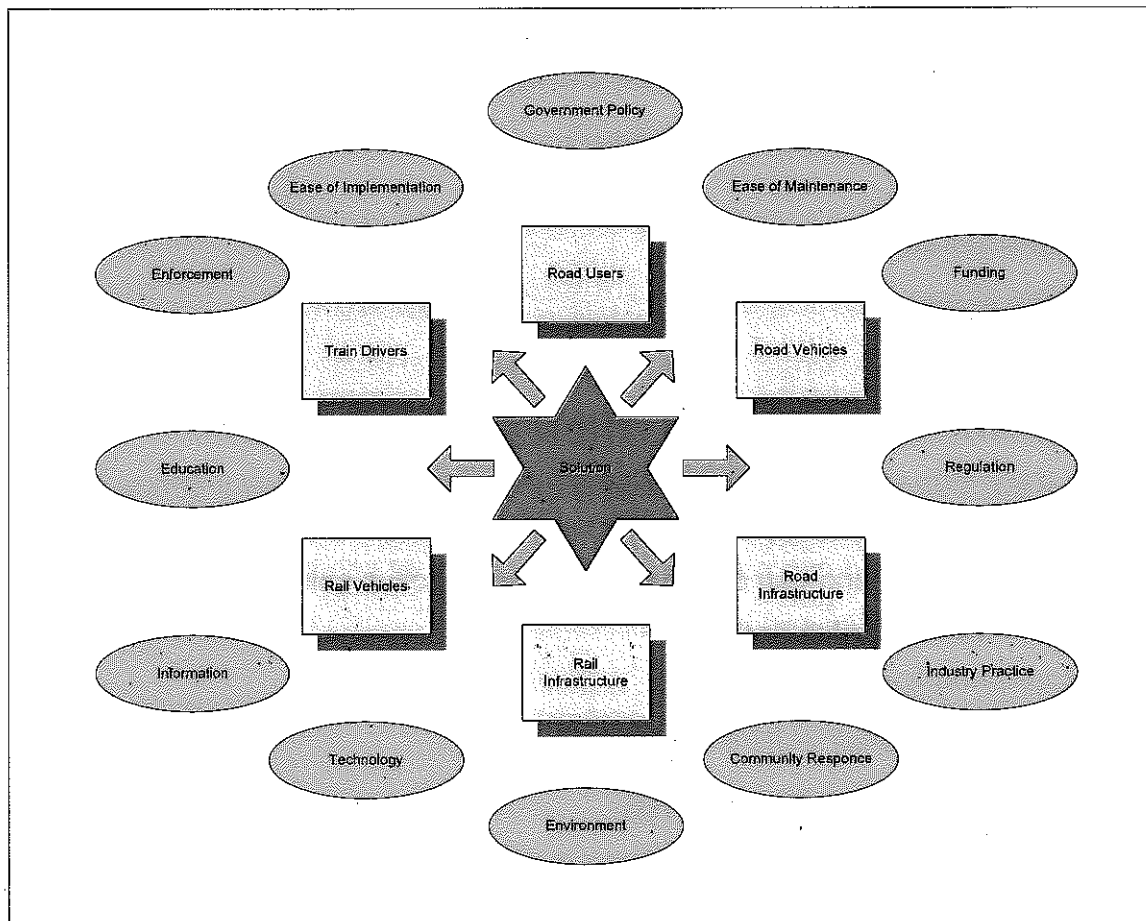 Government Policy
Ease of Implementation
Ease of Maintenance
Enforcement
Road Users
Funding
Train Drivers
Road Vehicles
Education
Solution
Regulation
Rail Vehicles
Road
Infrastructure
Information
Rail
Infrastructure
Industry Practice
Technology
Community Responce
Environment